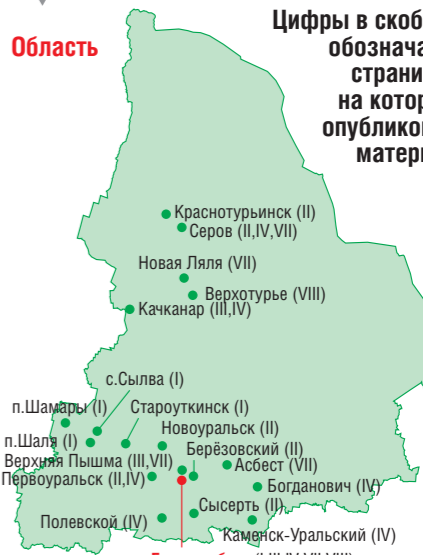 Область
Цифры в скоб
обознача
страни
на котор
опубликов
матери
Краснотурьинск (II)
Серов (II,IV,VII)
Новая Ляля (VII)
Верхотурье (VIII)
Качканар (III,IV)
с.Сылва (I)
п.Шамары (I)
Староуткинск (I)
п.Шаля (I)
Новоуральск (II)
Верхняя Пышма (III,VII)
Берёзовский (II)
Асбест (VII)
Первоуральск (II,IV)
Богданович (IV)
Сысерть (II)
Полевской (IV)
Каменск-Уральский (IV)